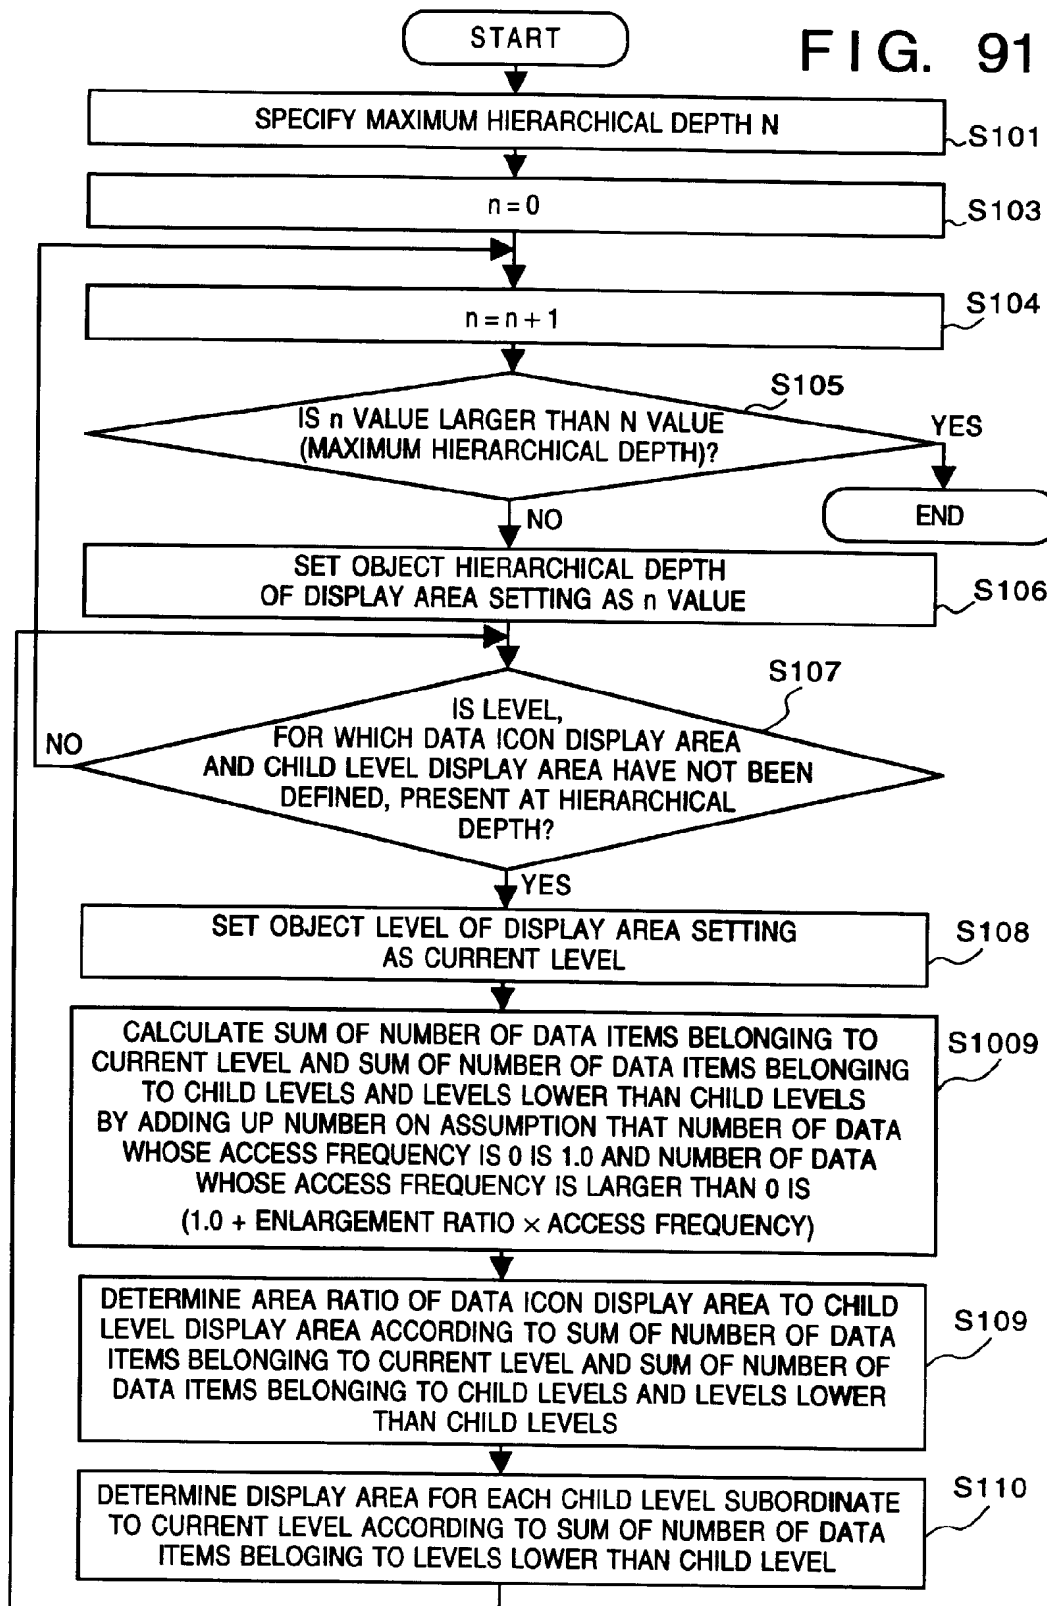 START
FIG. 91
SPECIFY MAXIMUM HIERARCHICAL DEPTH N
S101
n = 0
S103
S104
n = n + 1
S105
IS n VALUE LARGER THAN N VALUE
(MAXIMUM HIERARCHICAL DEPTH)?
YES
END
NO
SET OBJECT HIERARCHICAL DEPTH
OF DISPLAY AREA SETTING AS n VALUE
S106
S107
IS LEVEL,
FOR WHICH DATA ICON DISPLAY AREA
AND CHILD LEVEL DISPLAY AREA HAVE NOT BEEN
DEFINED, PRESENT AT HIERARCHICAL
DEPTH?
NO
YES
SET OBJECT LEVEL OF DISPLAY AREA SETTING
AS CURRENT LEVEL
S108
CALCULATE SUM OF NUMBER OF DATA ITEMS BELONGING TO
CURRENT LEVEL AND SUM OF NUMBER OF DATA ITEMS BELONGING
TO CHILD LEVELS AND LEVELS LOWER THAN CHILD LEVELS
BY ADDING UP NUMBER ON ASSUMPTION THAT NUMBER OF DATA
WHOSE ACCESS FREQUENCY IS 0 IS 1.0 AND NUMBER OF DATA
WHOSE ACCESS FREQUENCY IS LARGER THAN 0 IS
(1.0 + ENLARGEMENT RATIO × ACCESS FREQUENCY)
S1009
DETERMINE AREA RATIO OF DATA ICON DISPLAY AREA TO CHILD
LEVEL DISPLAY AREA ACCORDING TO SUM OF NUMBER OF DATA
ITEMS BELONGING TO CURRENT LEVEL AND SUM OF NUMBER OF
DATA ITEMS BELONGING TO CHILD LEVELS AND LEVELS LOWER
THAN CHILD LEVELS
S109
DETERMINE DISPLAY AREA FOR EACH CHILD LEVEL SUBORDINATE
TO CURRENT LEVEL ACCORDING TO SUM OF NUMBER OF DATA
ITEMS BELOGING TO LEVELS LOWER THAN CHILD LEVEL
S110